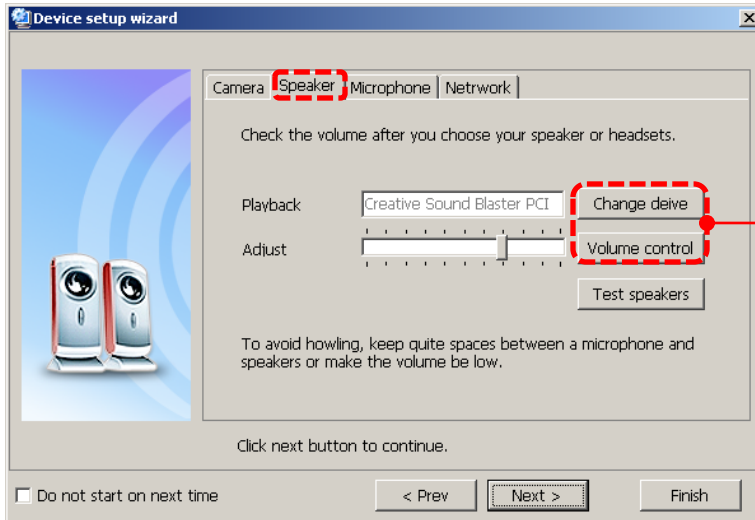 Device setup wizard
Camera Speaker Microphone Netrwork
Check the volume after you choose your speaker or headsets.
Playback Creative Sound Blaster PCI Change deive
Adjust Volume control
Test speakers
To avoid howling, keep quite spaces between a microphone and
speakers or make the volume be low.
Click next button to continue.
Do not start on next time < Prev Next > Finish